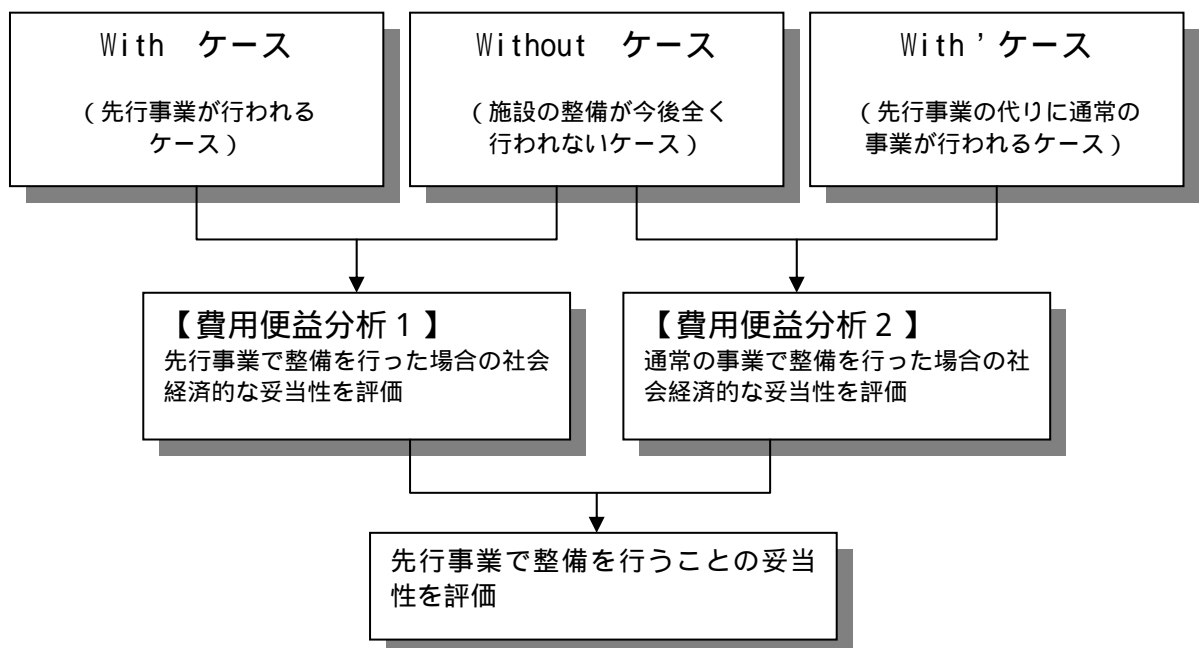 With ケース
（先行事業が行われる
ケース）
Without ケース
（施設の整備が今後全く
行われないケース）
With’ケース
（先行事業の代りに通常の
事業が行われるケース）
【費用便益分析１】
先行事業で整備を行った場合の社会
経済的な妥当性を評価
【費用便益分析２】
通常の事業で整備を行った場合の社
会経済的な妥当性を評価
先行事業で整備を行うことの妥当
性を評価